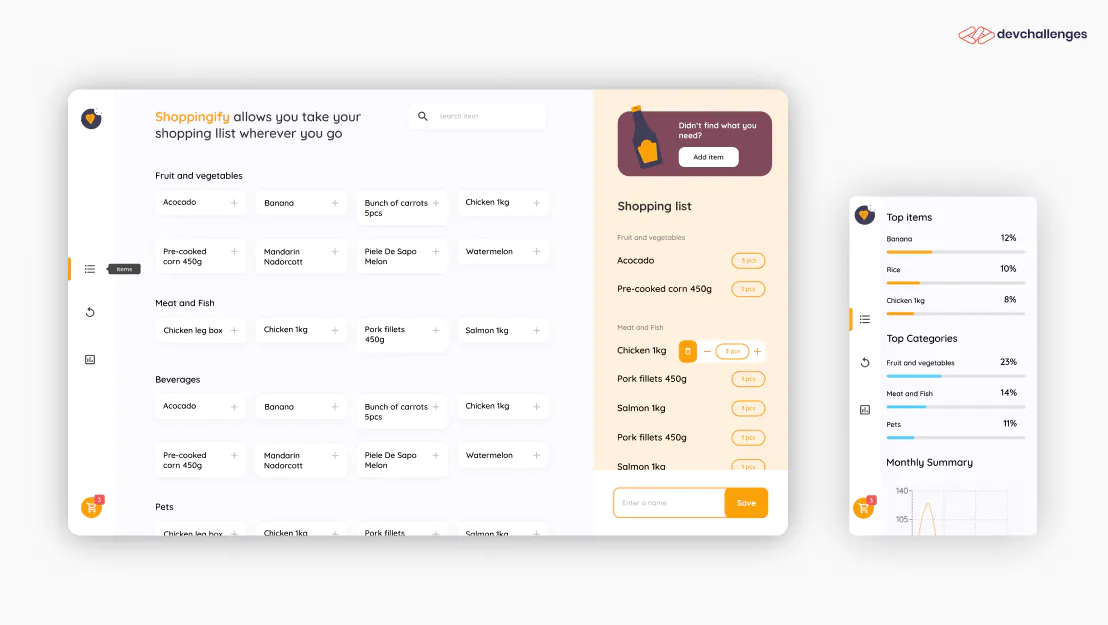 devchallenges
Shoppingify allows you take your
shopping llist wherever you go
search item
Fruit and vegetables
Acocado
Banana
Bunch of carrots
5pcs
Chicken 1kg
Pre-cooked
corn 450g
Mandarin
Nadorcott
Piele De Sapo
Melon
Watermelon
items
Meat and Fish
Chicken leg box
Chicken 1kg
Pork fillets
450g
Salmon 1kg
Beverages
Acocado
Banana
Bunch of carrots
5pcs
Chicken 1kg
Pre-cooked
corn 450g
Mandarin
Nadorcott
Piele De Sapo
Melon
Watermelon
Pets
Chicken leg box
Chicken 1kg
Pork fillets
Salmon 1kg
3
Didn't find what you
need?
Add item
Shopping list
Fruit and vegetables
Acocado 3 pcs
Pre-cooked corn 450g 3 pcs
Meat and Fish
Chicken 1kg 3 pcs
Pork fillets 450g 3 pcs
Salmon 1kg 3 pcs
Pork fillets 450g 3 pcs
Salmon 1kg 3 pcs
Enter a name
Save
Top items
Banana 12%
Rice 10%
Chicken 1kg 8%
Top Categories
Fruit and vegetables 23%
Meat and Fish 14%
Pets 11%
Monthly Summary
140
105
3